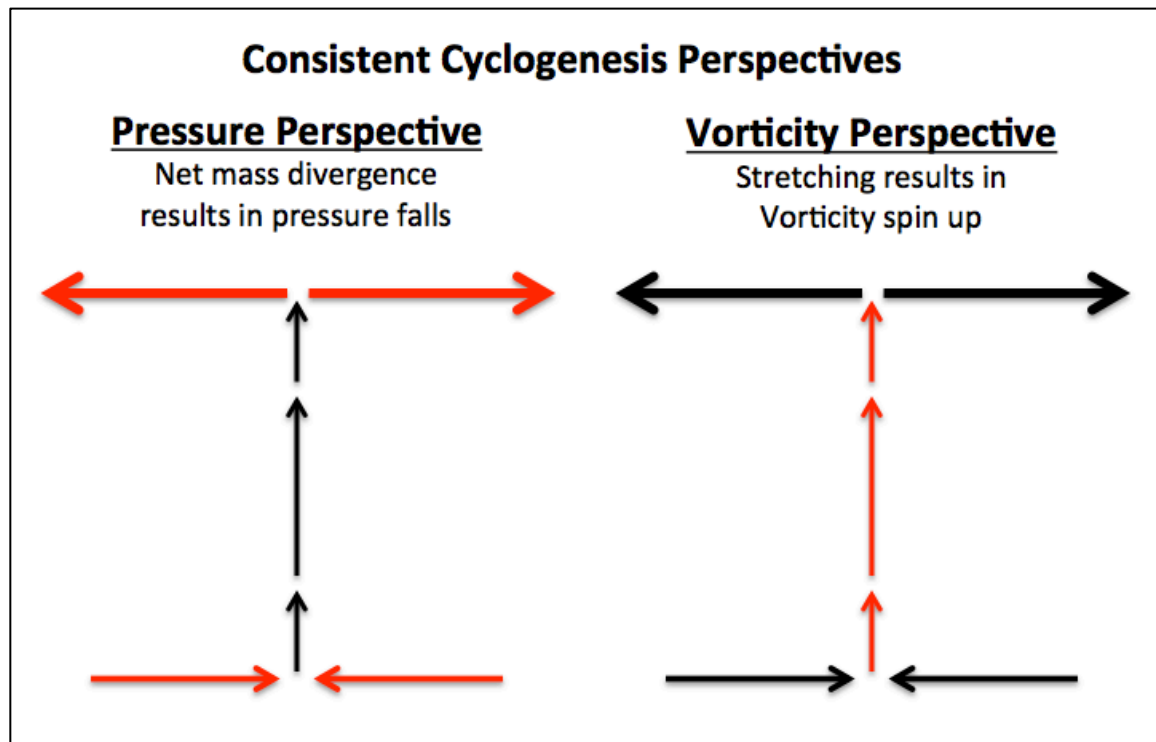 Consistent Cyclogenesis Perspectives
Pressure Perspective
Net mass divergence
results in pressure falls
Vorticity Perspective
Stretching results in
Vorticity spin up